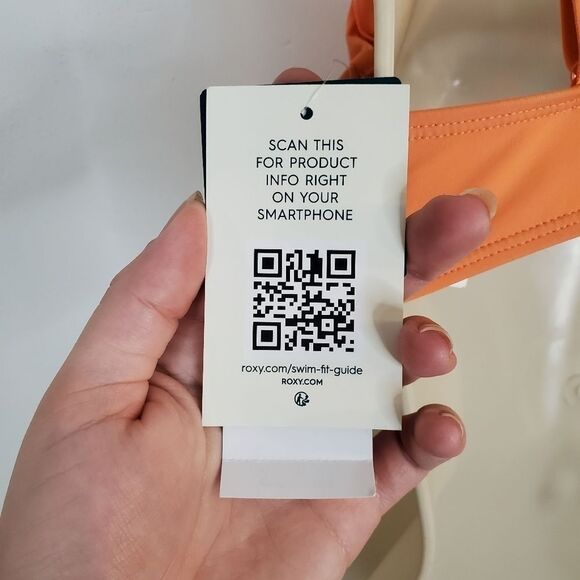 SCAN THIS
FOR PRODUCT
INFO RIGHT
ON YOUR
SMARTPHONE
roxy.com/swim-fit-guide
ROXY.COM